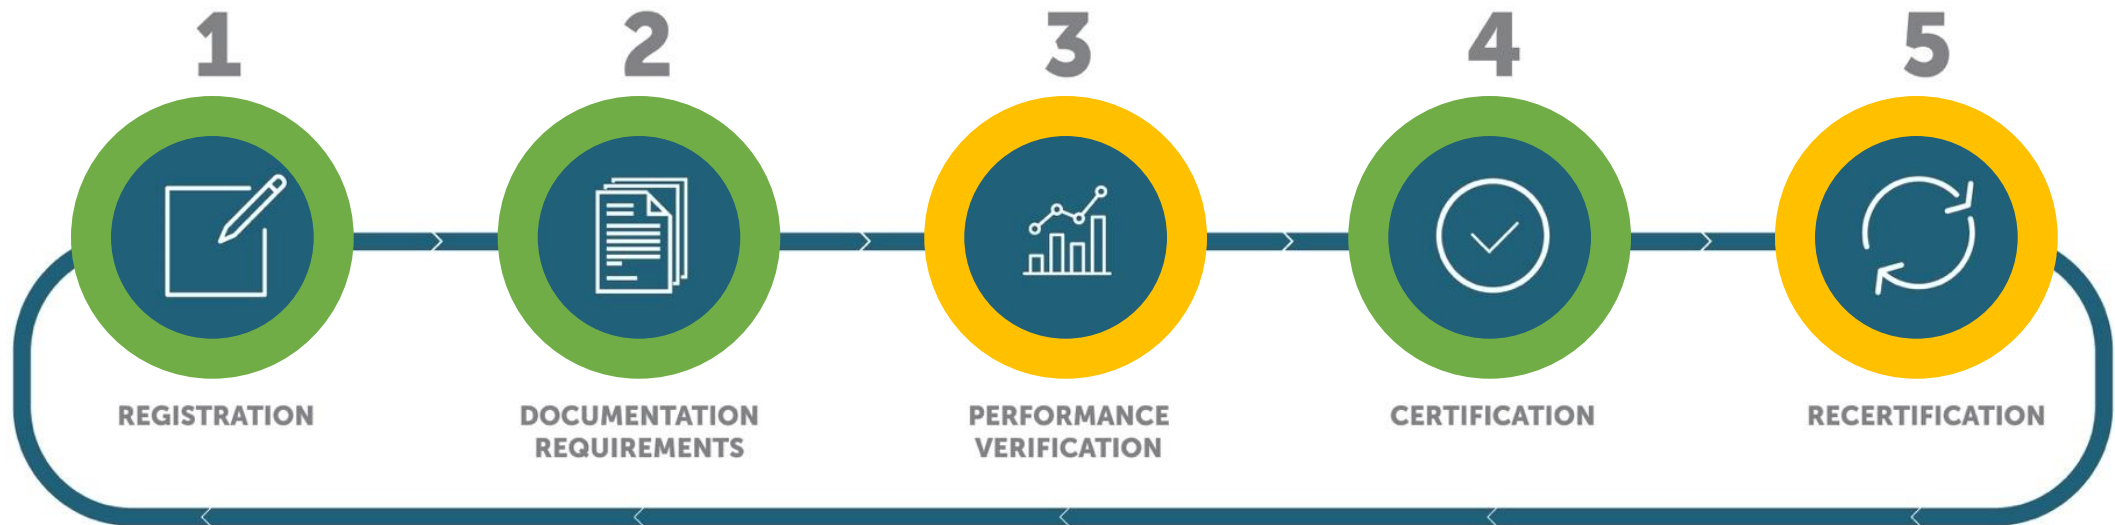 1
2
3
4
5
REGISTRATION
DOCUMENTATION
REQUIREMENTS
PERFORMANCE
VERIFICATION
CERTIFICATION
RECERTIFICATION